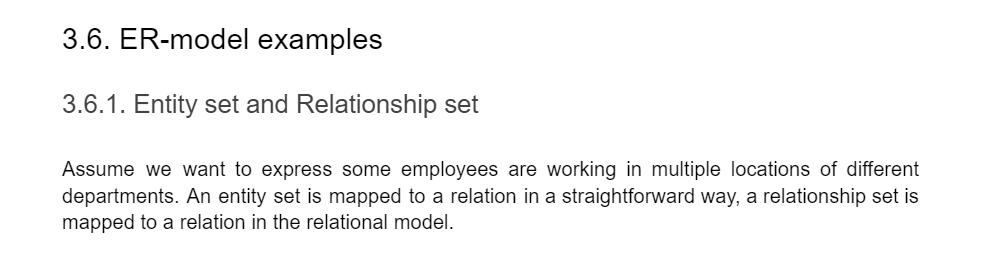 3.6. ER-model examples
3.6.1. Entity set and Relationship set
Assume we want to express some employees are working in multiple locations of different
departments. An entity set is mapped to a relation in a straightforward way, a relationship set is
mapped to a relation in the relational model.